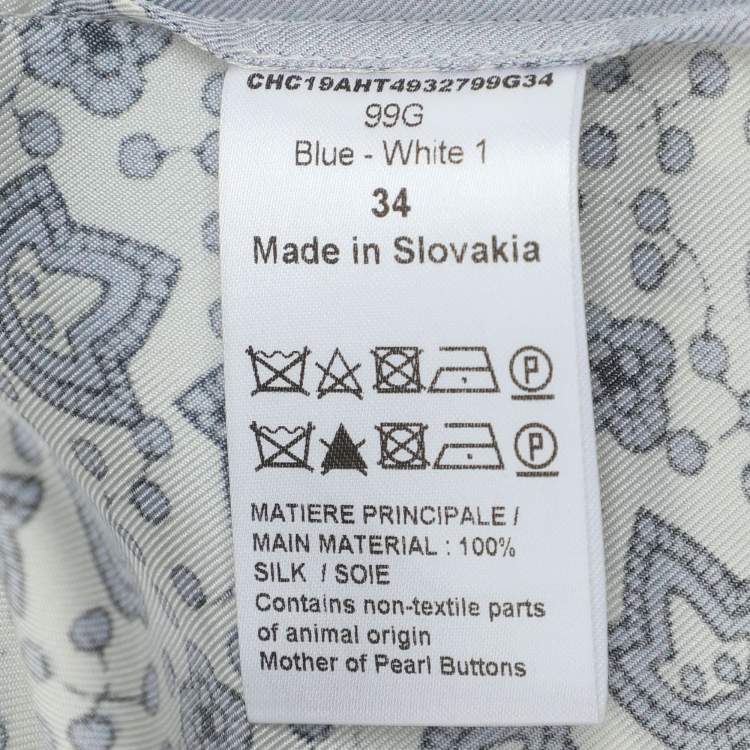 CHC19AHT4932799G34
99G
Blue - White 1
34
Made in Slovakia
P
P
MATIERE PRINCIPALE /
MAIN MATERIAL : 100%
SILK / SOIE
Contains non-textile parts
of animal origin
Mother of Pearl Buttons